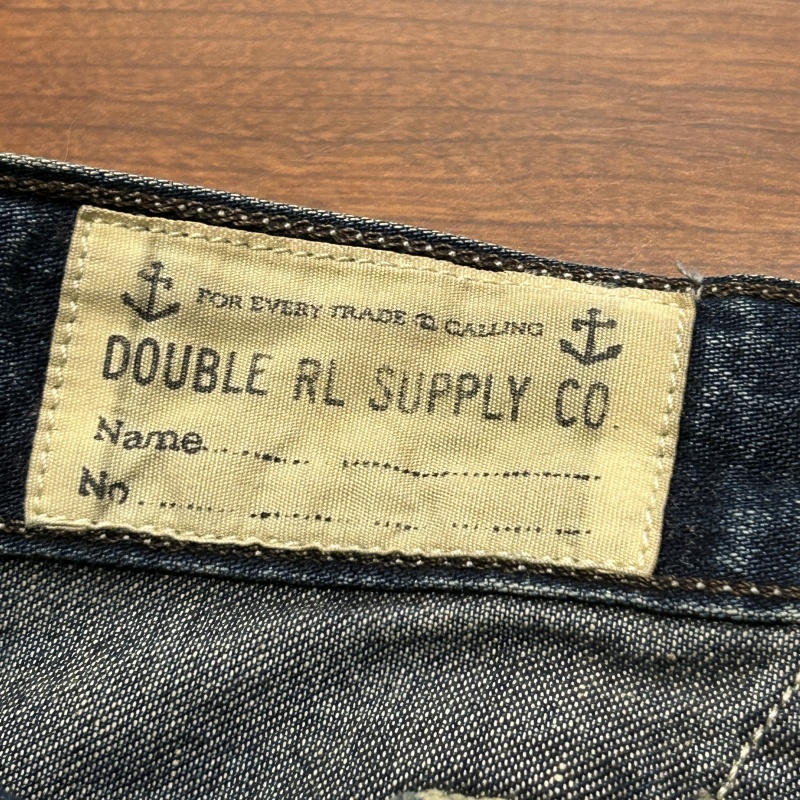 FOR EVERY TRADE & CALLING
DOUBLE RL SUPPLY CO.
Name
No.